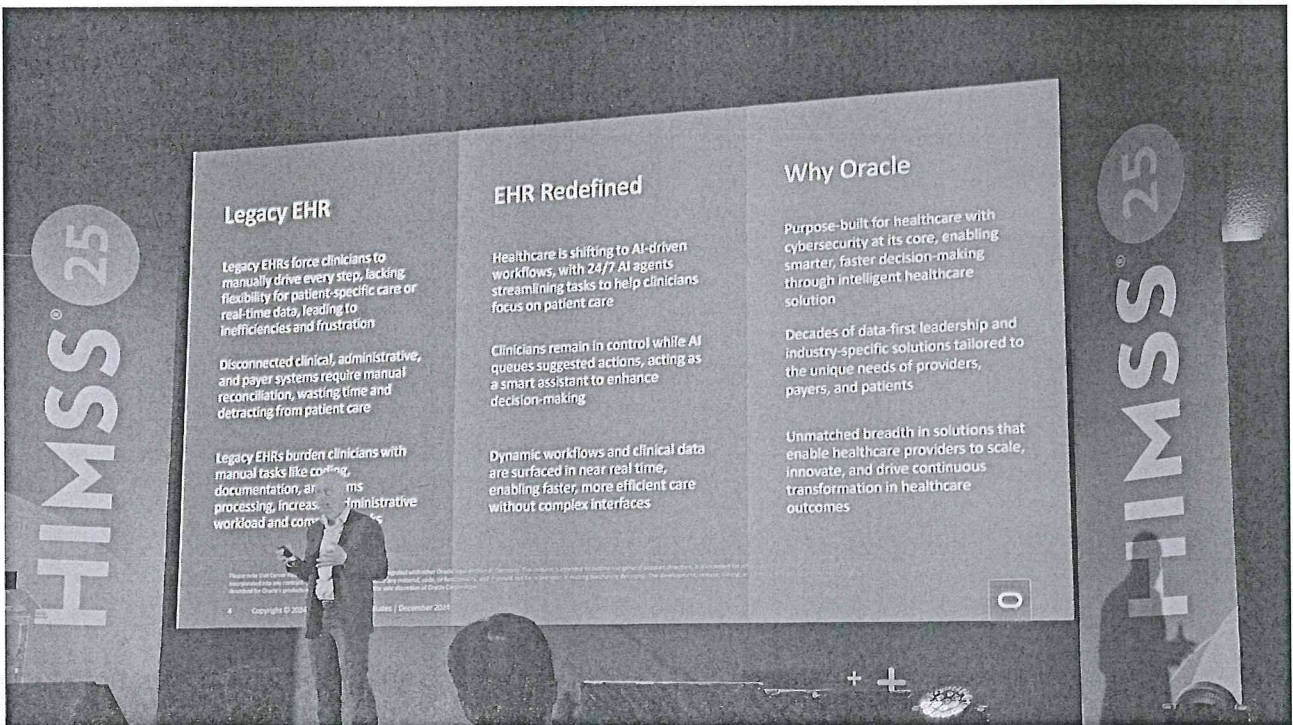 HIMSS® 25
Legacy EHR
Legacy EHRs force clinicians to
manually drive every step, lacking
flexibility for patient-specific care or
real-time data, leading to
inefficiencies and frustration
Disconnected clinical, administrative,
and payer systems require manual
reconciliation, wasting time and
detracting from patient care
Legacy EHRs burden clinicians with
manual tasks like coding,
documentation,
processing,
workload and
EHR Redefined
Healthcare is shifting to AI-driven
workflows, with 24/7 AI agents
streamlining tasks to help clinicians
focus on patient care
Clinicians remain in control while AI
queues suggested actions, acting as
a smart assistant to enhance
decision-making
Dynamic workflows and clinical data
are surfaced in near real time,
enabling faster, more efficient care
without complex interfaces
Why Oracle
Purpose-built for healthcare with
cybersecurity at its core, enabling
smarter, faster decision-making
through intelligent healthcare
solution
Decades of data-first leadership and
industry-specific solutions tailored to
the unique needs of providers,
payers, and patients
Unmatched breadth in solutions that
enable healthcare providers to scale,
innovate, and drive continuous
transformation in healthcare
outcomes
4 Copyright © 2024 | December 2024
HIMSS® 25